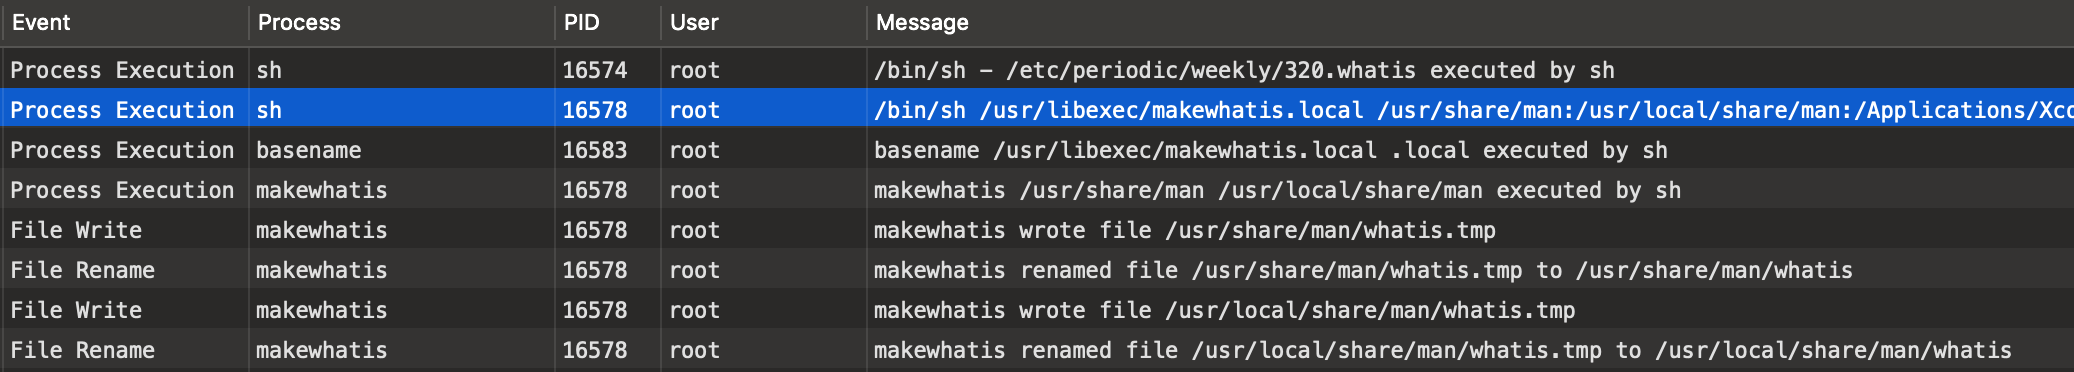 Event Process PID User Message
Process Execution sh 16574 root /bin/sh - /etc/periodic/weekly/320.whatis executed by sh
Process Execution sh 16578 root /bin/sh /usr/libexec/makewhatis.local /usr/share/man:/usr/local/share/man:/Applications/Xco
Process Execution basename 16583 root basename /usr/libexec/makewhatis.local .local executed by sh
Process Execution makewhatis 16578 root makewhatis /usr/share/man /usr/local/share/man executed by sh
File Write makewhatis 16578 root makewhatis wrote file /usr/share/man/whatis.tmp
File Rename makewhatis 16578 root makewhatis renamed file /usr/share/man/whatis.tmp to /usr/share/man/whatis
File Write makewhatis 16578 root makewhatis wrote file /usr/local/share/man/whatis.tmp
File Rename makewhatis 16578 root makewhatis renamed file /usr/local/share/man/whatis.tmp to /usr/local/share/man/whatis